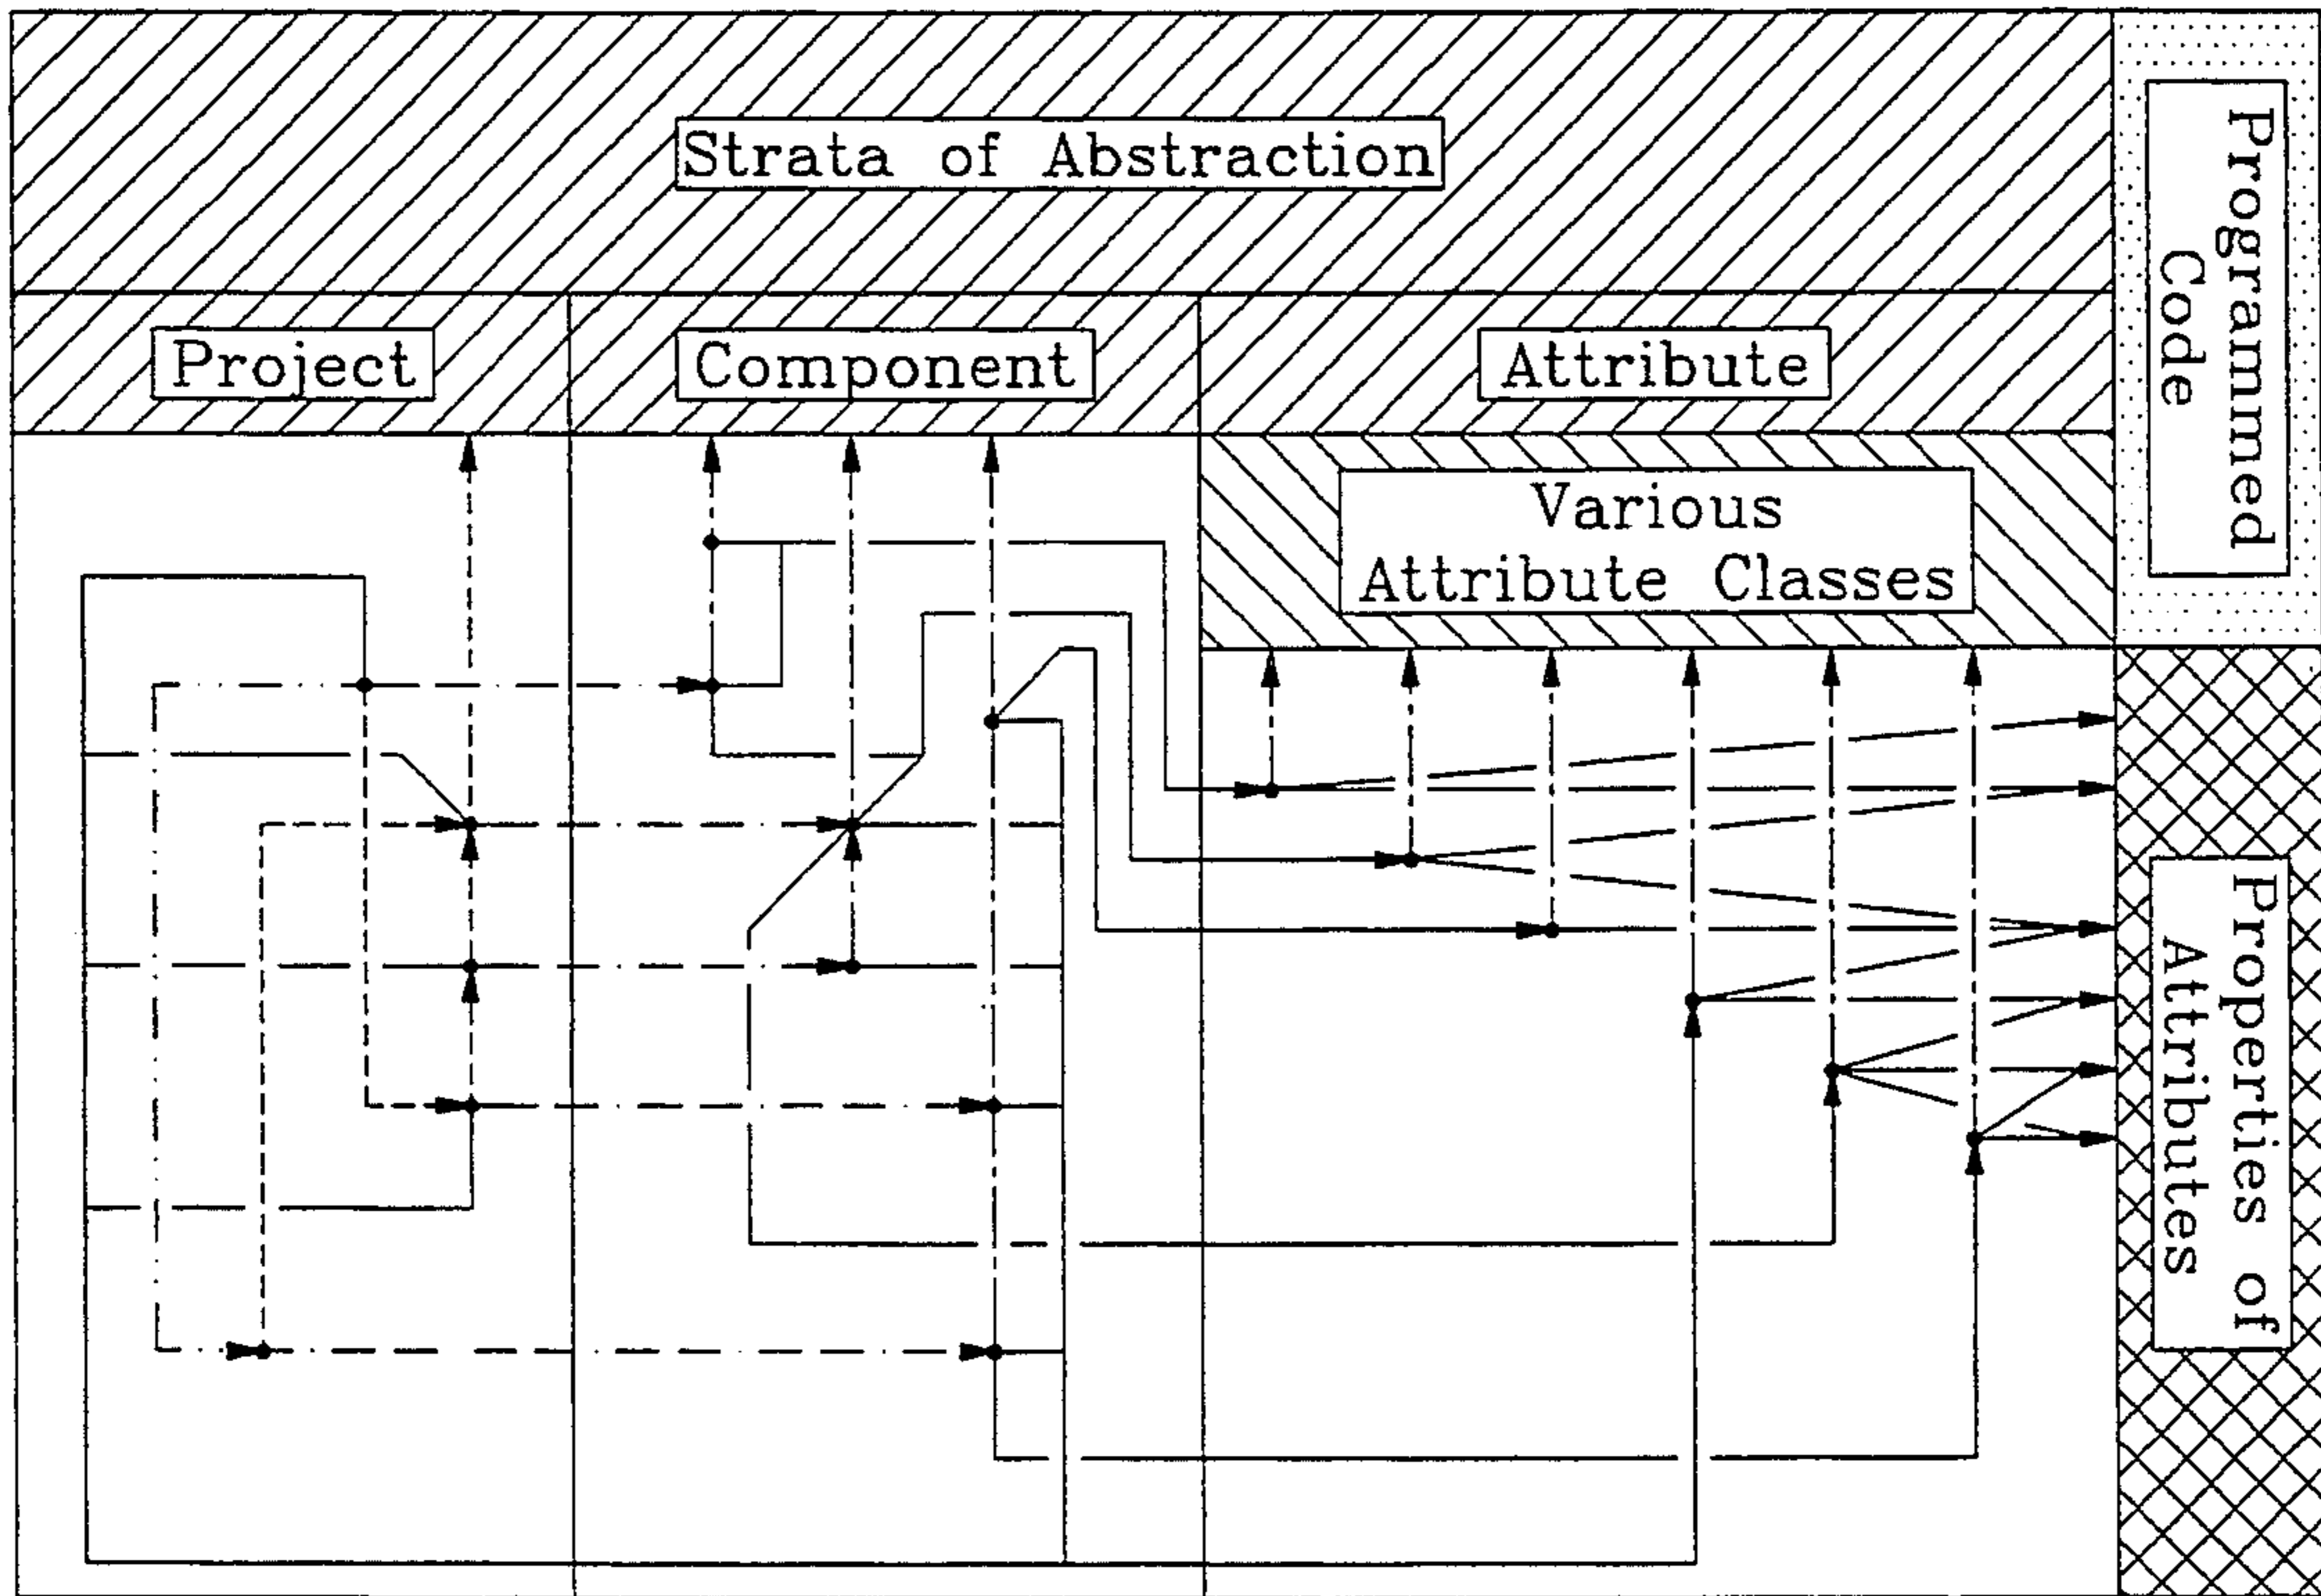 Strata of Abstraction
Programmed
Code
Project
Component
Attribute
Various
Attribute Classes
Properties of
Attributes